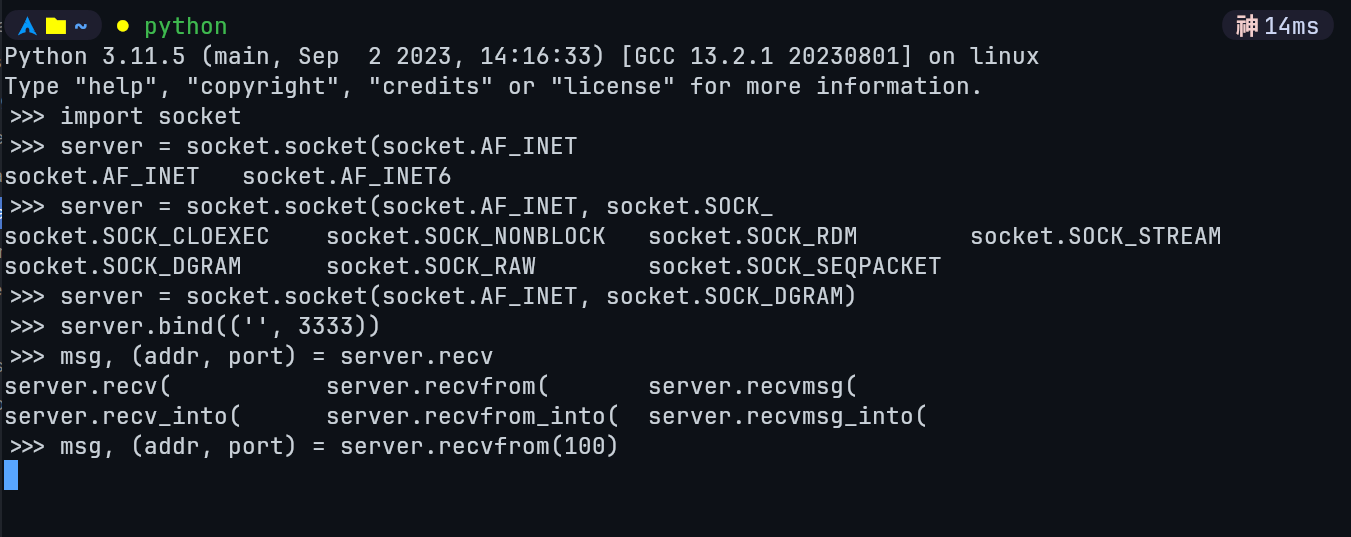 ~ ● python 神 14ms
Python 3.11.5 (main, Sep  2 2023, 14:16:33) [GCC 13.2.1 20230801] on linux
Type "help", "copyright", "credits" or "license" for more information.
>>> import socket
>>> server = socket.socket(socket.AF_INET
socket.AF_INET   socket.AF_INET6
>>> server = socket.socket(socket.AF_INET, socket.SOCK_
socket.SOCK_CLOEXEC    socket.SOCK_NONBLOCK   socket.SOCK_RDM        socket.SOCK_STREAM
socket.SOCK_DGRAM      socket.SOCK_RAW        socket.SOCK_SEQPACKET
>>> server = socket.socket(socket.AF_INET, socket.SOCK_DGRAM)
>>> server.bind(('', 3333))
>>> msg, (addr, port) = server.recv
server.recv(           server.recvfrom(       server.recvmsg(
server.recv_into(      server.recvfrom_into(  server.recvmsg_into(
>>> msg, (addr, port) = server.recvfrom(100)